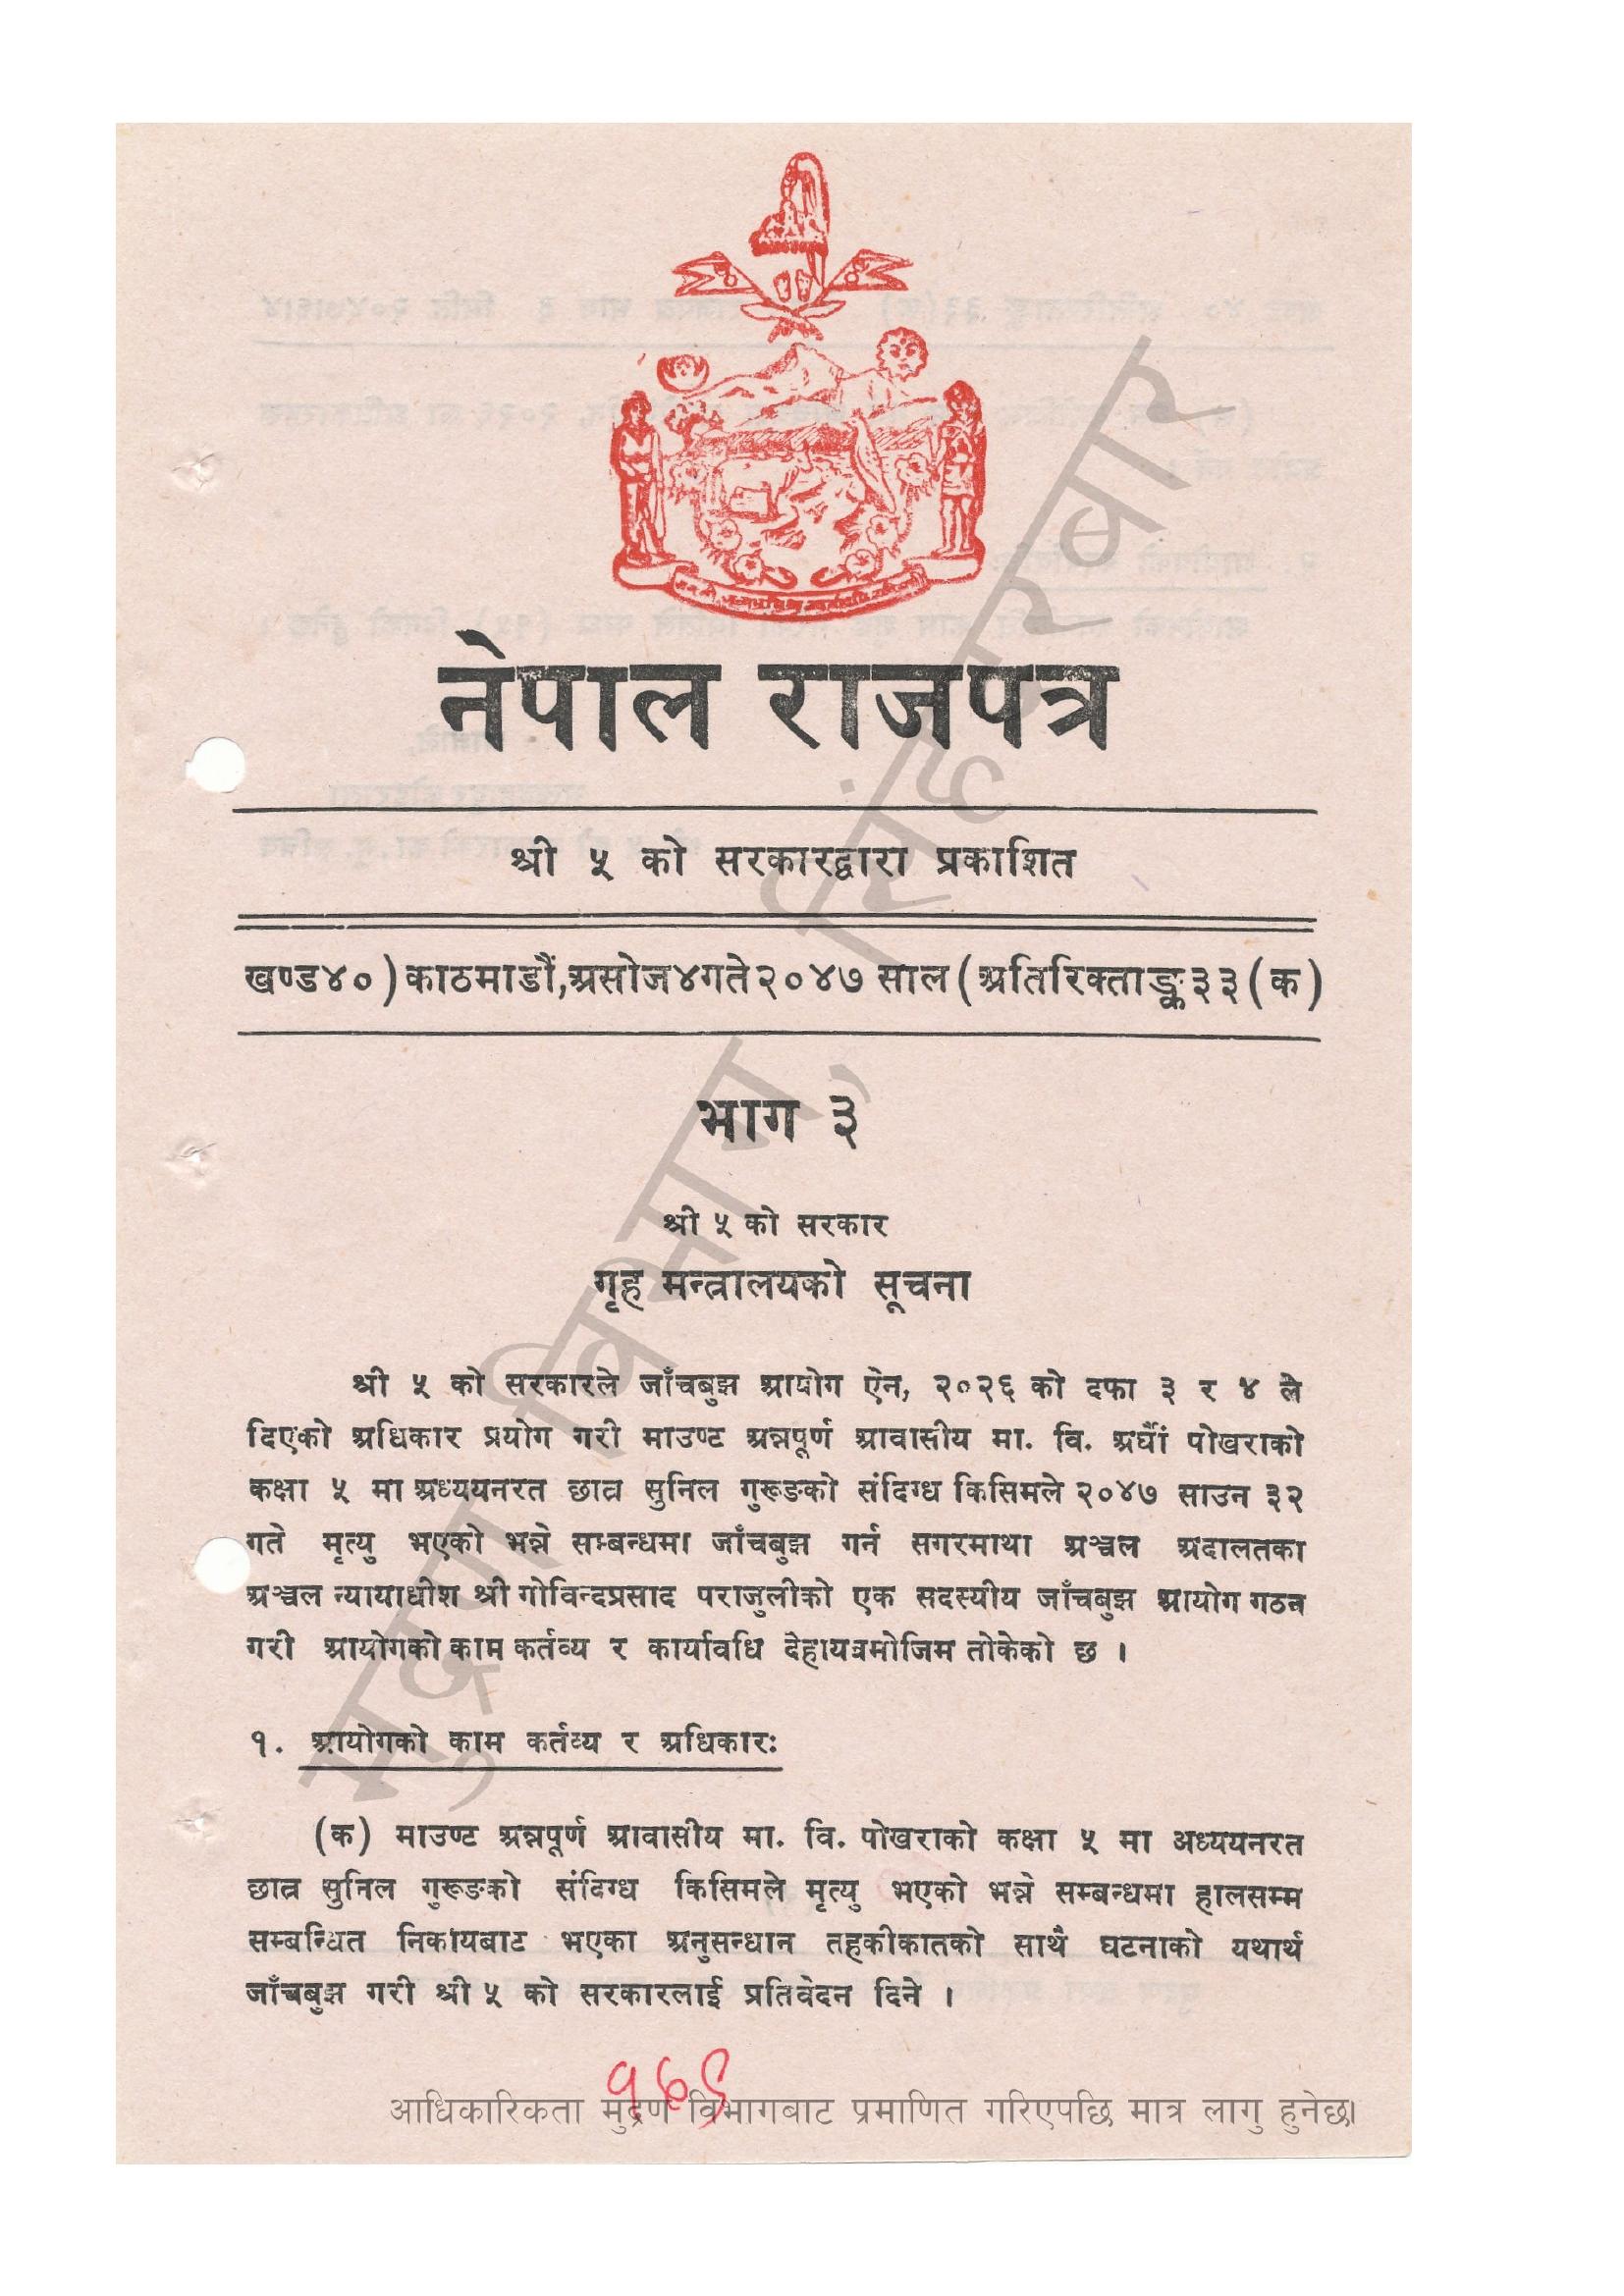 नेपाल राजपत्र
श्री ५ को सरकारद्वारा प्रकाशित
खण्ड ४०) काठमाडौं, असोज ४ गते २०४७ साल (अतिरिक्ताङ्क ३३ (क)
भाग ३
श्री ५ को सरकार
गृह मन्त्रालयको सूचना
श्री ५ को सरकारले जाँचबुझ आयोग ऐन, २०२६ को दफा ३ र ४ ले
दिएको अधिकार प्रयोग गरी माउण्ट अन्नपूर्ण आवासीय मा. वि. अर्घौं पोखराको
कक्षा ५ मा अध्ययनरत छात्र सुनिल गुरूङको संदिग्ध किसिमले २०४७ साउन ३२
गते मृत्यु भएको भन्ने सम्बन्धमा जाँचबुझ गर्न सगरमाथा अञ्चल अदालतका
अञ्चल न्यायाधीश श्री गोविन्दप्रसाद पराजुलीको एक सदस्यीय जाँचबुझ आयोग गठन
गरी आयोगको काम कर्तव्य र कार्यावधि देहायबमोजिम तोकेको छ ।
१. आयोगको काम कर्तव्य र अधिकारः
(क) माउण्ट अन्नपूर्ण आवासीय मा. वि. पोखराको कक्षा ५ मा अध्ययनरत
छात्र सुनिल गुरूङको संदिग्ध किसिमले मृत्यु भएको भन्ने सम्बन्धमा हालसम्म
सम्बन्धित निकायबाट भएका अनुसन्धान तहकीकातको साथै घटनाको यथार्थ
जाँचबुझ गरी श्री ५ को सरकारलाई प्रतिवेदन दिने ।
आधिकारिकता मुद्रण विभागबाट प्रमाणित गरिएपछि मात्र लागु हुनेछ।
मुद्रण विभाग, सिंहदरबार